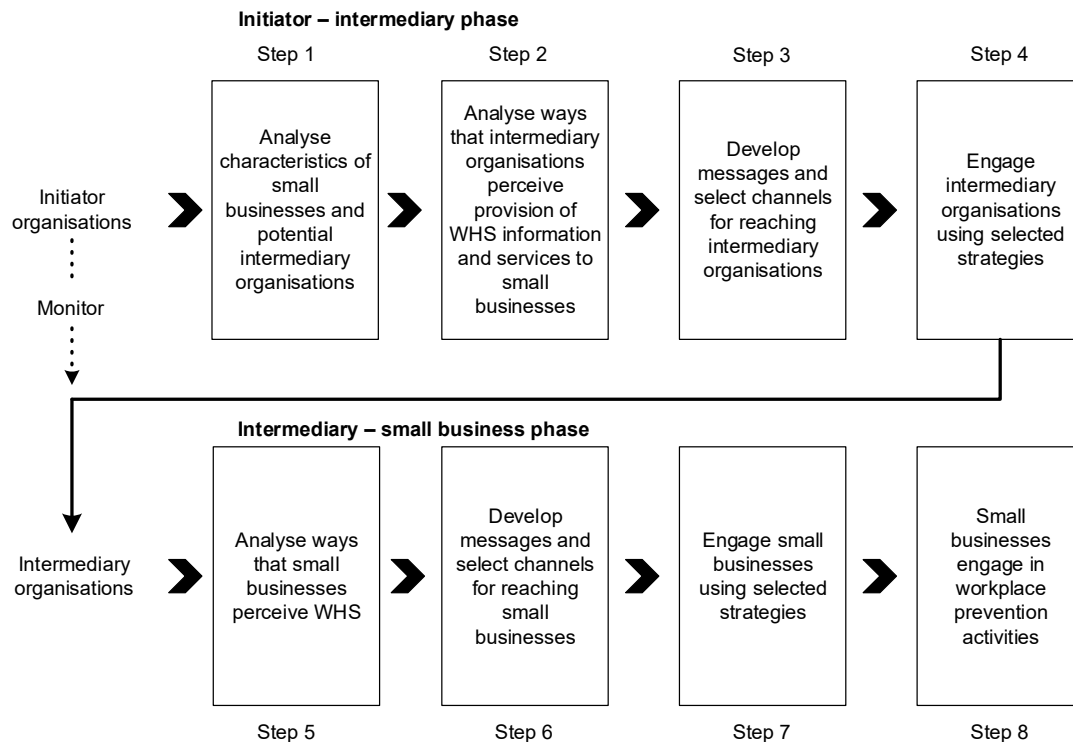 Initiator – intermediary phase
Step 1
Step 2
Step 3
Step 4
Initiator
organisations
Monitor
Analyse
characteristics of
small
businesses and
potential
intermediary
organisations
Analyse ways
that intermediary
organisations
perceive
provision of
WHS information
and services to
small
businesses
Develop
messages and
select channels
for reaching
intermediary
organisations
Engage
intermediary
organisations
using selected
strategies
Intermediary – small business phase
Intermediary
organisations
Analyse ways
that small
businesses
perceive WHS
Develop
messages and
select channels
for reaching
small
businesses
Engage small
businesses
using selected
strategies
Small
businesses
engage in
workplace
prevention
activities
Step 5
Step 6
Step 7
Step 8